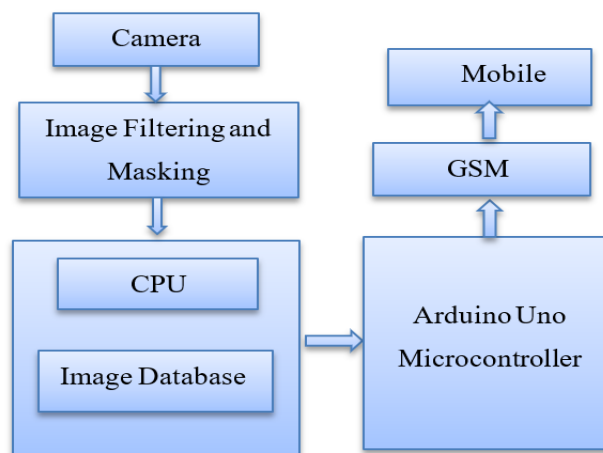 Camera
Image Filtering and
Masking
CPU
Image Database
Mobile
GSM
Arduino Uno
Microcontroller